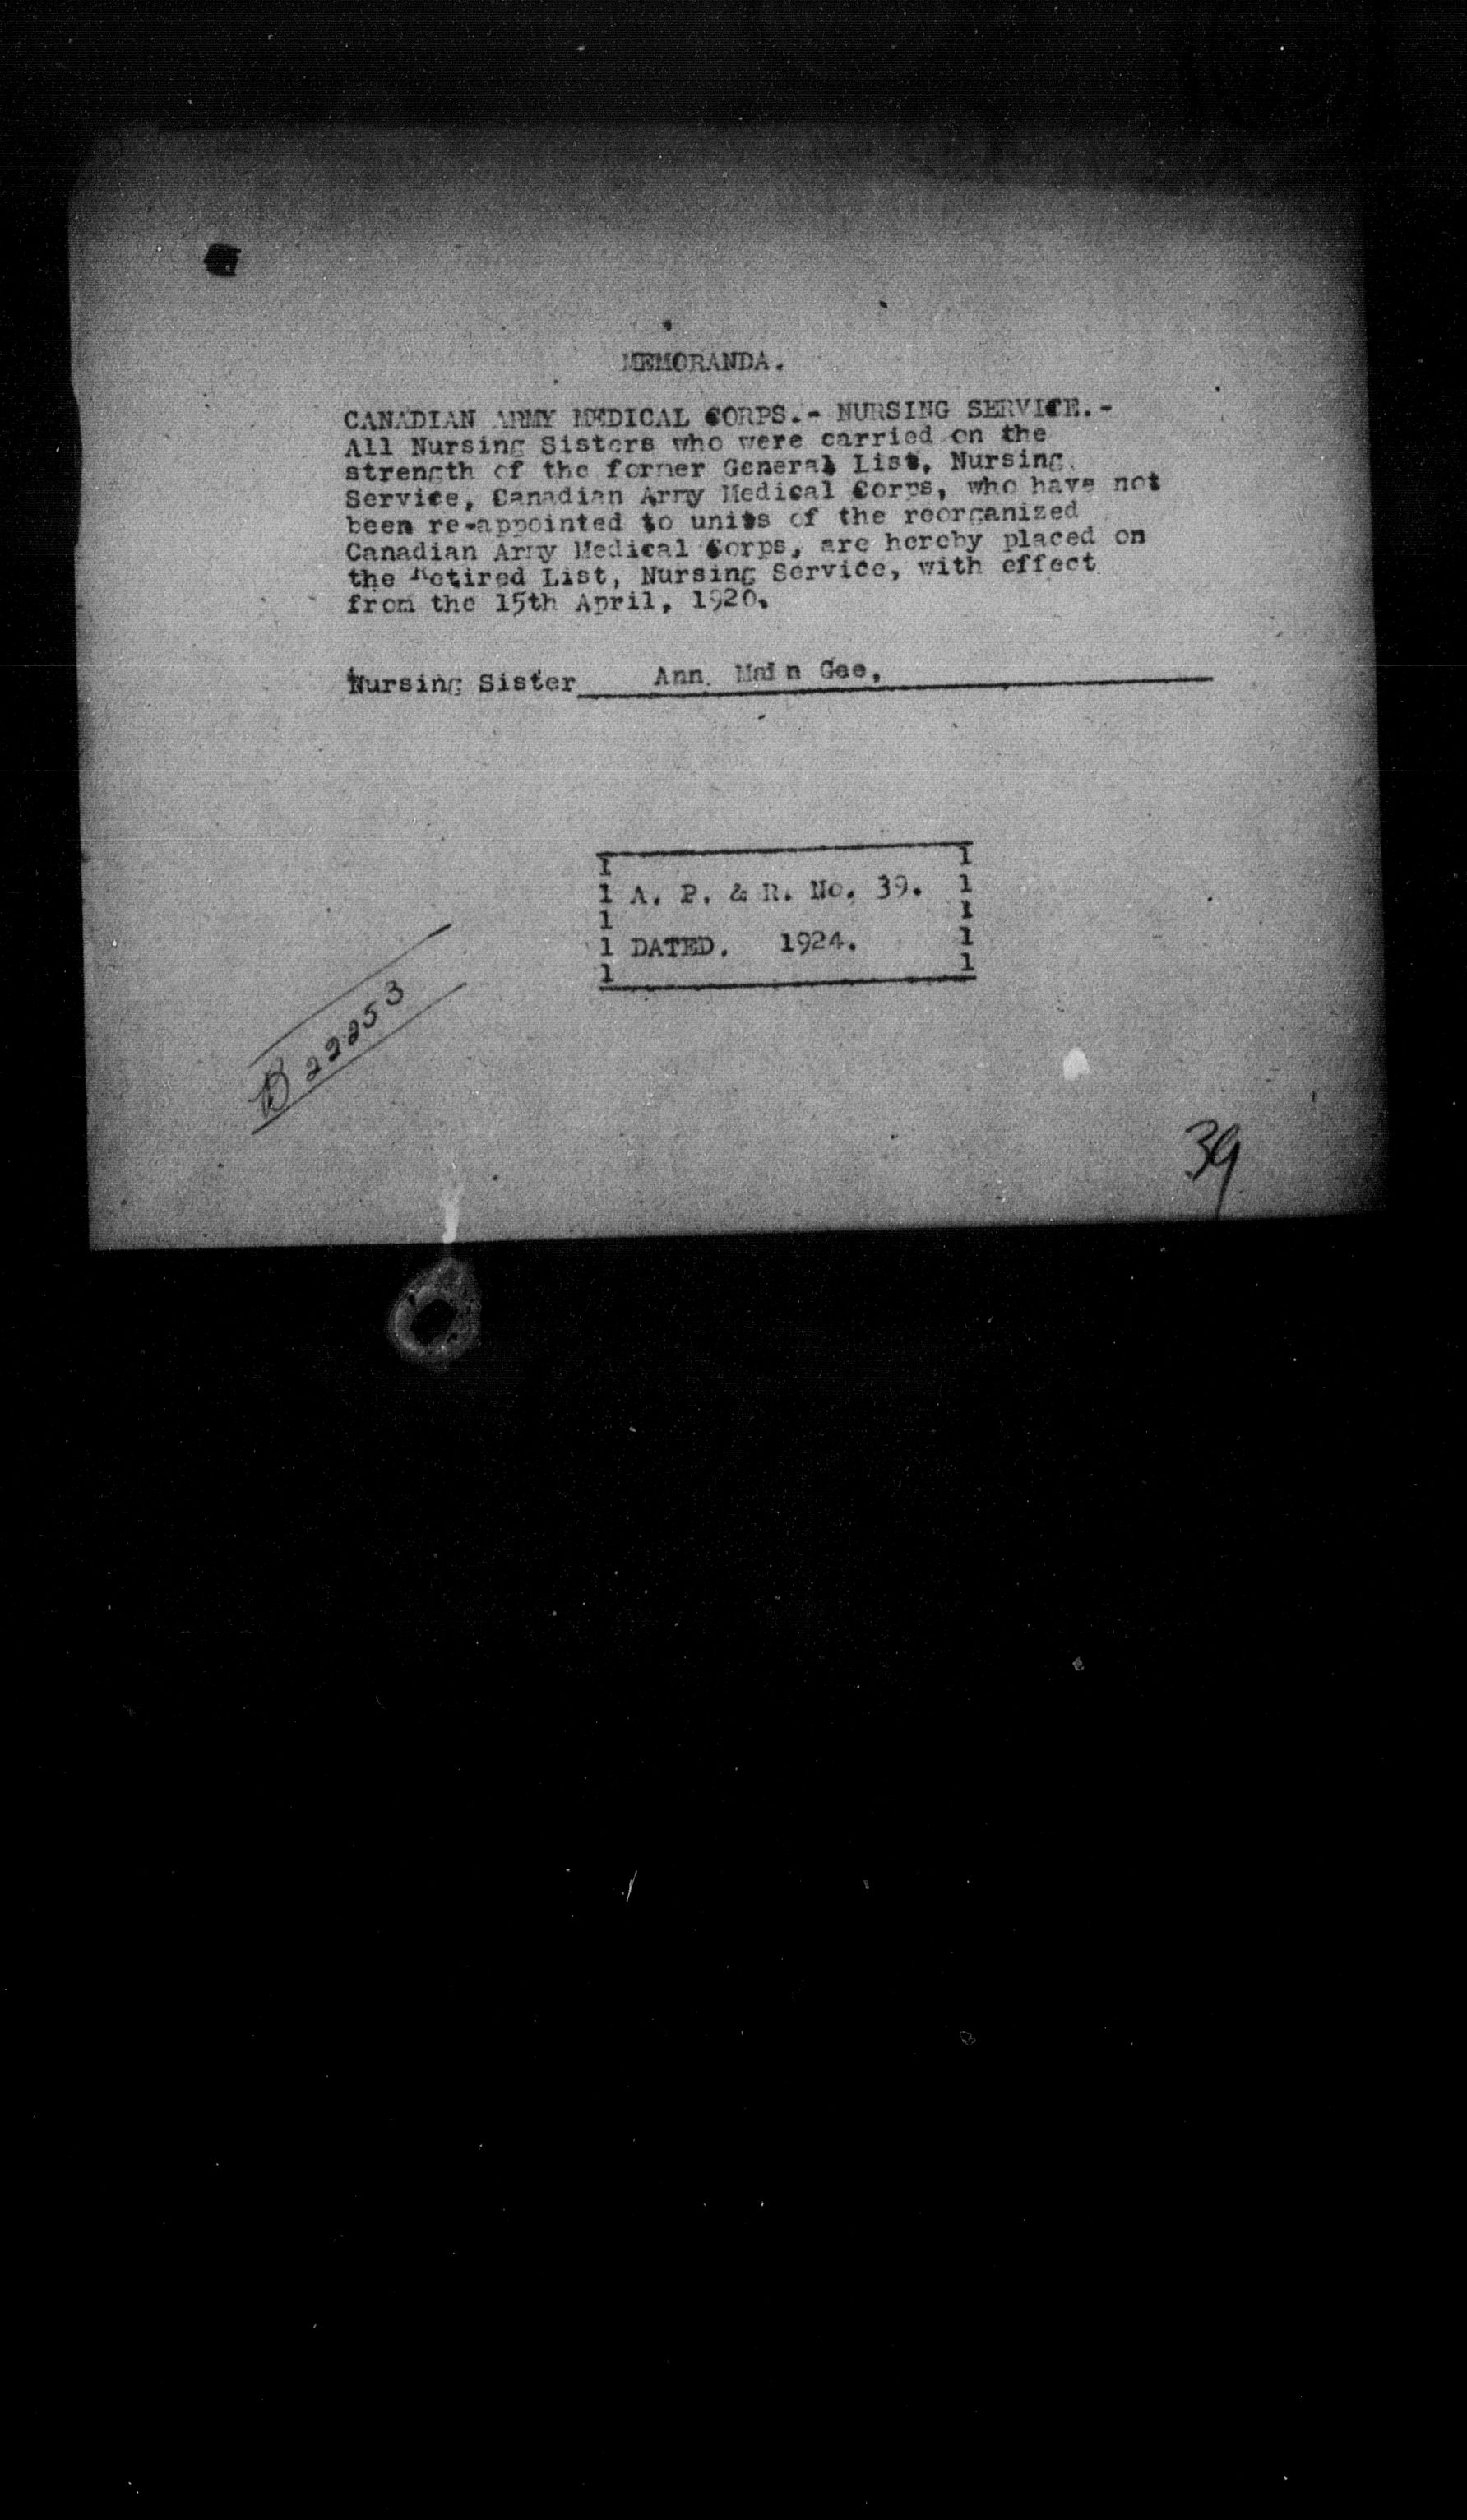 MEMORANDA.
CANADIAN ARMY MEDICAL CORPS.- NURSING SERVICE.-
All Nursing Sisters who were carried on the
strength of the former General List, Nursing
Service, Canadian Army Medical Corps, who have not
been re-appointed to units of the reorganized
Canadian Army Medical Corps, are hereby placed on
the Retired List, Nursing Service, with effect
from the 15th April, 1920.
Nursing Sister Ann. Main Gee,
A. P. & R. No. 39.
DATED. 1924.
B 22253
39